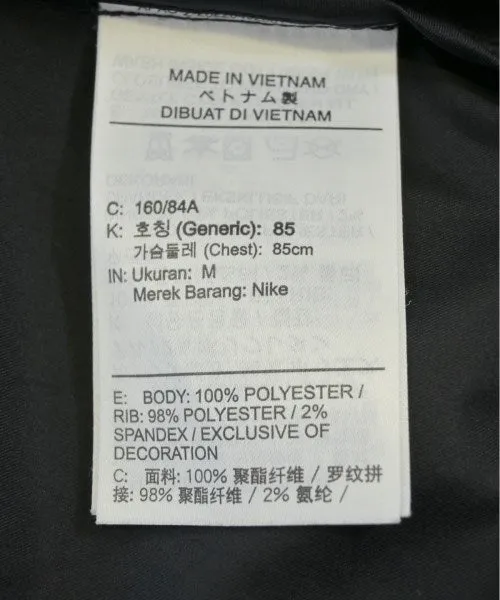 MADE IN VIETNAM
ベトナム製
DIBUAT DI VIETNAM
C: 160/84A
K: 호칭 (Generic): 85
가슴둘레 (Chest): 85cm
IN: Ukuran: M
Merek Barang: Nike
E: BODY: 100% POLYESTER /
RIB: 98% POLYESTER / 2%
SPANDEX / EXCLUSIVE OF
DECORATION
C: 面料: 100% 聚酯纤维 / 罗纹拼
接: 98% 聚酯纤维 / 2% 氨纶 /